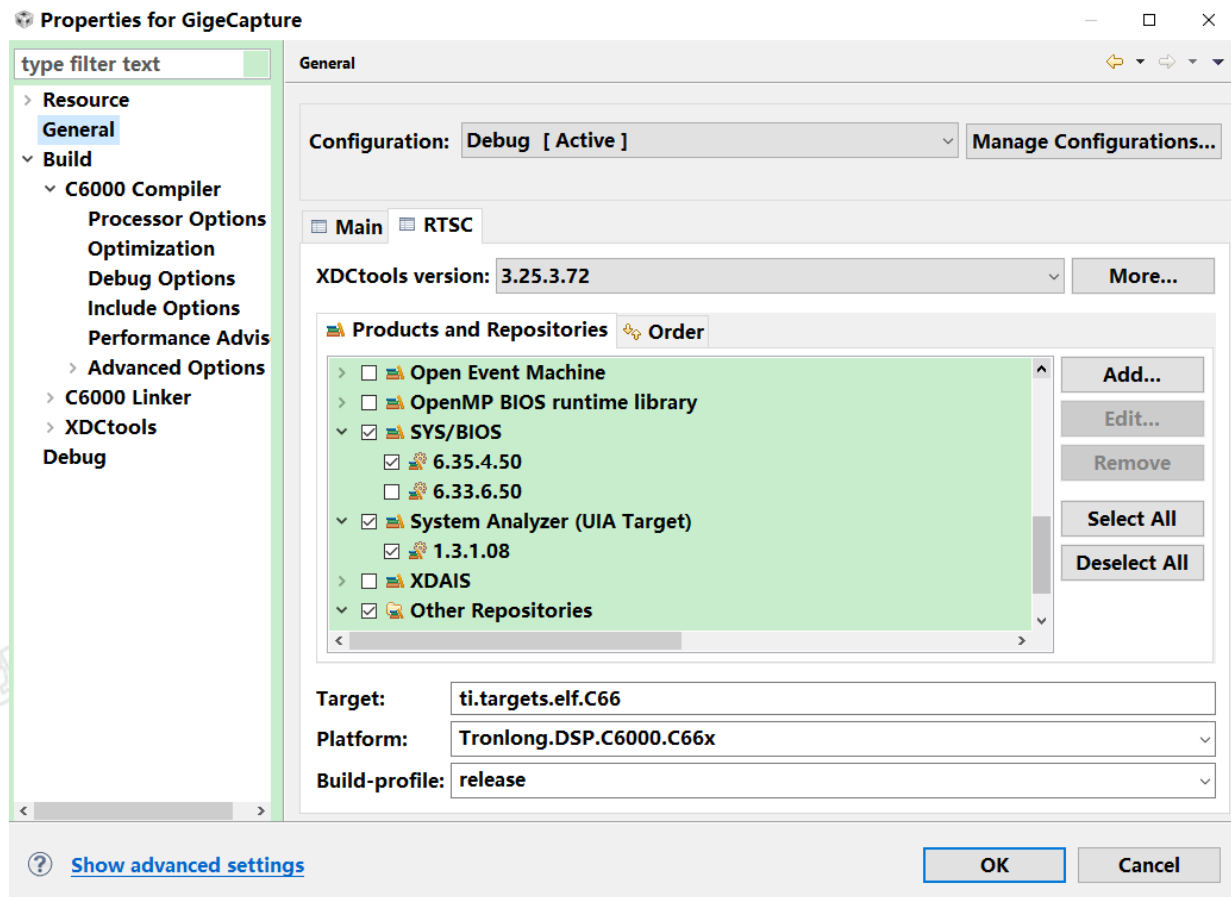 Properties for GigeCapture
type filter text
General
Resource
General
Build
C6000 Compiler
Processor Options
Optimization
Debug Options
Include Options
Performance Advis
Advanced Options
C6000 Linker
XDCtools
Debug
Configuration:
Debug [ Active ]
Manage Configurations...
Main
RTSC
XDCtools version:
3.25.3.72
More...
Products and Repositories
Order
Open Event Machine
OpenMP BIOS runtime library
SYS/BIOS
6.35.4.50
6.33.6.50
System Analyzer (UIA Target)
1.3.1.08
XDAIS
Other Repositories
Add...
Edit...
Remove
Select All
Deselect All
Target:
ti.targets.elf.C66
Platform:
Tronlong.DSP.C6000.C66x
Build-profile:
release
Show advanced settings
OK
Cancel